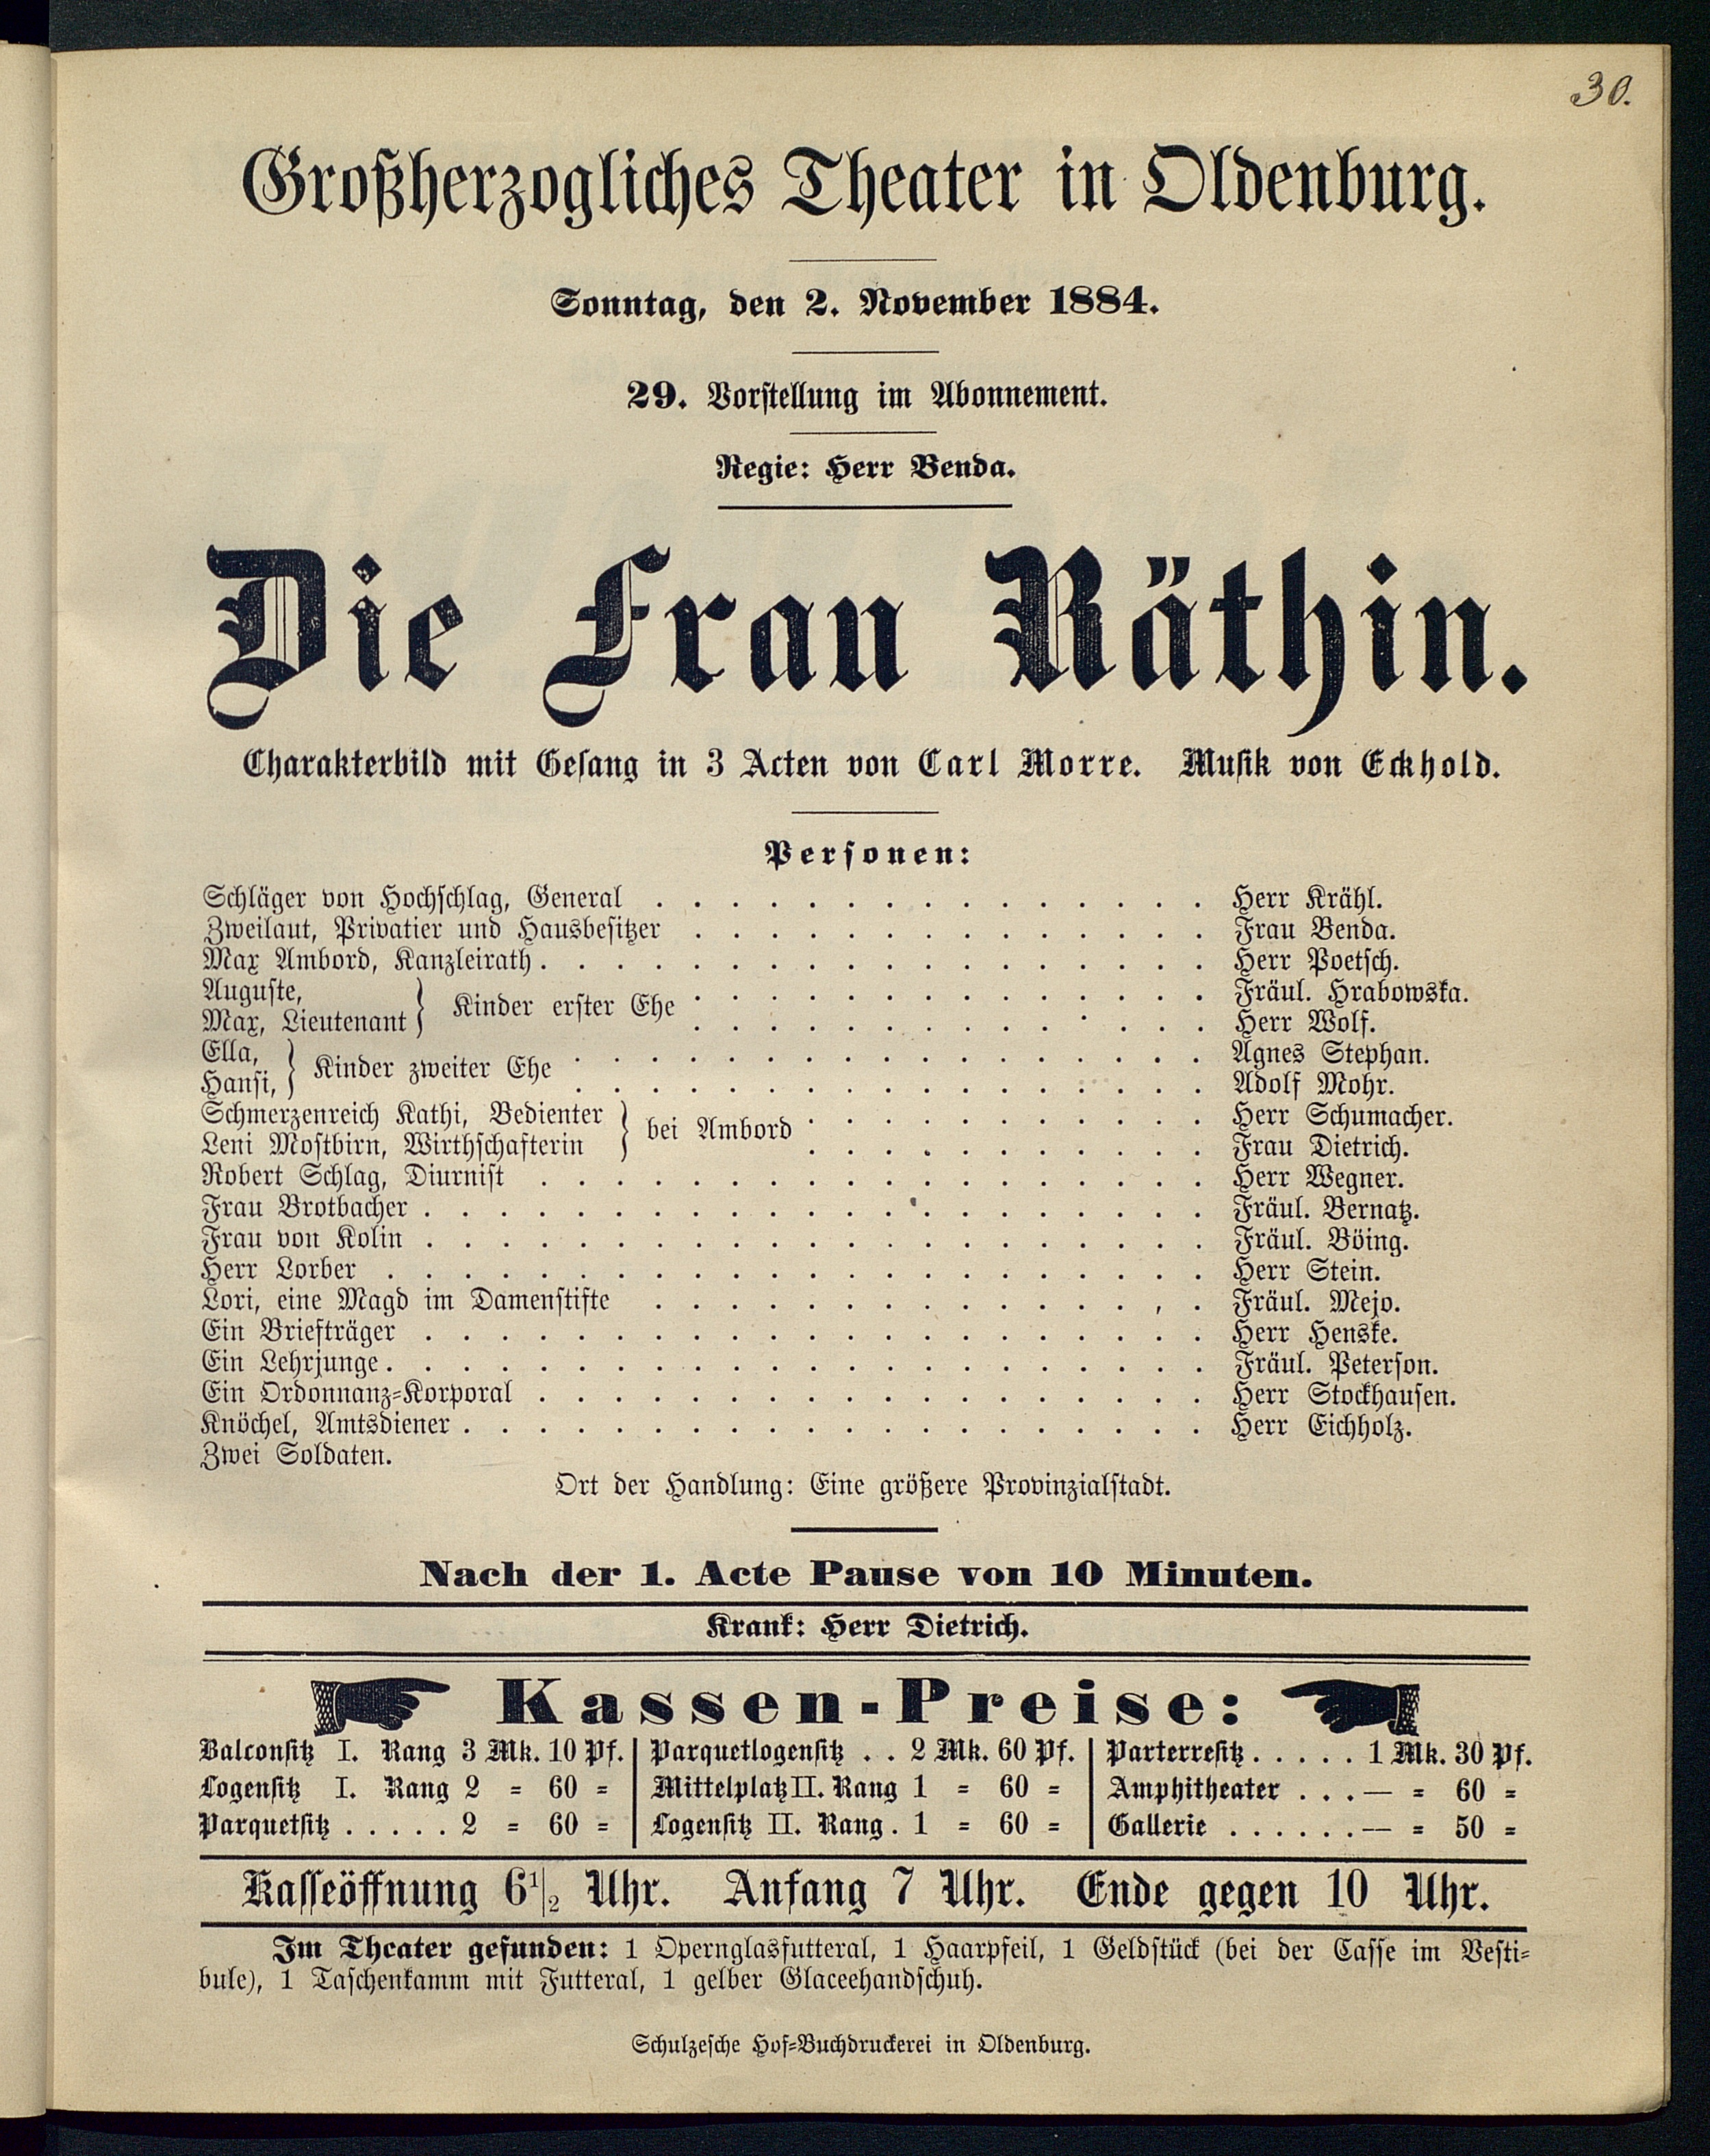 30.
Großherzogliches Theater in Oldenburg.
Sonntag, den 2. November 1884.
29. Vorstellung im Abonnement.
Regie: Herr Benda.
Die Frau Räthin.
Charakterbild mit Gesang in 3 Acten von Carl Morre. Musik von Eckhold.
Personen:
Schläger von Hochschlag, General . . . . . . . . . . . . . . . Herr Krähl.
Zweilaut, Privatier und Hausbesitzer . . . . . . . . . . . . . . Frau Benda.
Max Ambord, Kanzleirath . . . . . . . . . . . . . . . . . . Herr Poetsch.
Auguste, } Kinder erster Ehe . . . . . . . . . . . . . . Fräul. Hrabowska.
Max, Lieutenant } . . . . . . . . . . . . . . Herr Wolf.
Ella, } Kinder zweiter Ehe . . . . . . . . . . . . . . . . . Agnes Stephan.
Hansi, } . . . . . . . . . . . . . . . . . Adolf Mohr.
Schmerzenreich Kathi, Bedienter } bei Ambord . . . . . . . . . . . Herr Schumacher.
Leni Mostbirn, Wirthschafterin } . . . . . . . . . . . Frau Dietrich.
Robert Schlag, Diurnist . . . . . . . . . . . . . . . . . . Herr Wegner.
Frau Brotbacher . . . . . . . . . . . . . . . . . . . . . Fräul. Bernatz.
Frau von Kolin . . . . . . . . . . . . . . . . . . . . . Fräul. Böing.
Herr Lorber . . . . . . . . . . . . . . . . . . . . . . Herr Stein.
Lori, eine Magd im Damenstifte . . . . . . . . . . . . . , . Fräul. Mejo.
Ein Briefträger . . . . . . . . . . . . . . . . . . . . . Herr Henske.
Ein Lehrjunge . . . . . . . . . . . . . . . . . . . . . . Fräul. Peterson.
Ein Ordonnanz=Korporal . . . . . . . . . . . . . . . . . . Herr Stockhausen.
Knöchel, Amtsdiener . . . . . . . . . . . . . . . . . . . . Herr Eichholz.
Zwei Soldaten.
Ort der Handlung: Eine größere Provinzialstadt.
Nach der 1. Acte Pause von 10 Minuten.
Krank: Herr Dietrich.
Kassen-Preise:
Balconsitz I. Rang 3 Mk. 10 Pf. | Parquetlogensitz . . 2 Mk. 60 Pf. | Parterresitz . . . . . 1 Mk. 30 Pf.
Logensitz I. Rang 2 = 60 = | Mittelplatz II. Rang 1 = 60 = | Amphitheater . . . — = 60 =
Parquetsitz . . . . . 2 = 60 = | Logensitz II. Rang . 1 = 60 = | Gallerie . . . . . . — = 50 =
Kasseöffnung 6½ Uhr. Anfang 7 Uhr. Ende gegen 10 Uhr.
Im Theater gefunden: 1 Opernglasfutteral, 1 Haarpfeil, 1 Geldstück (bei der Casse im Vesti=
bule), 1 Taschenkamm mit Futteral, 1 gelber Glaceehandschuh.
Schulzesche Hof=Buchdruckerei in Oldenburg.